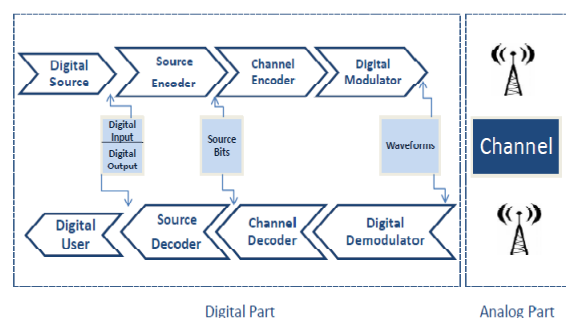 Digital
Source
Source
Encoder
Channel
Encoder
Digital
Modulator
Digital
Input
Digital
Output
Source
Bits
Waveforms
Channel
Digital
User
Source
Decoder
Channel
Decoder
Digital
Demodulator
Digital Part
Analog Part